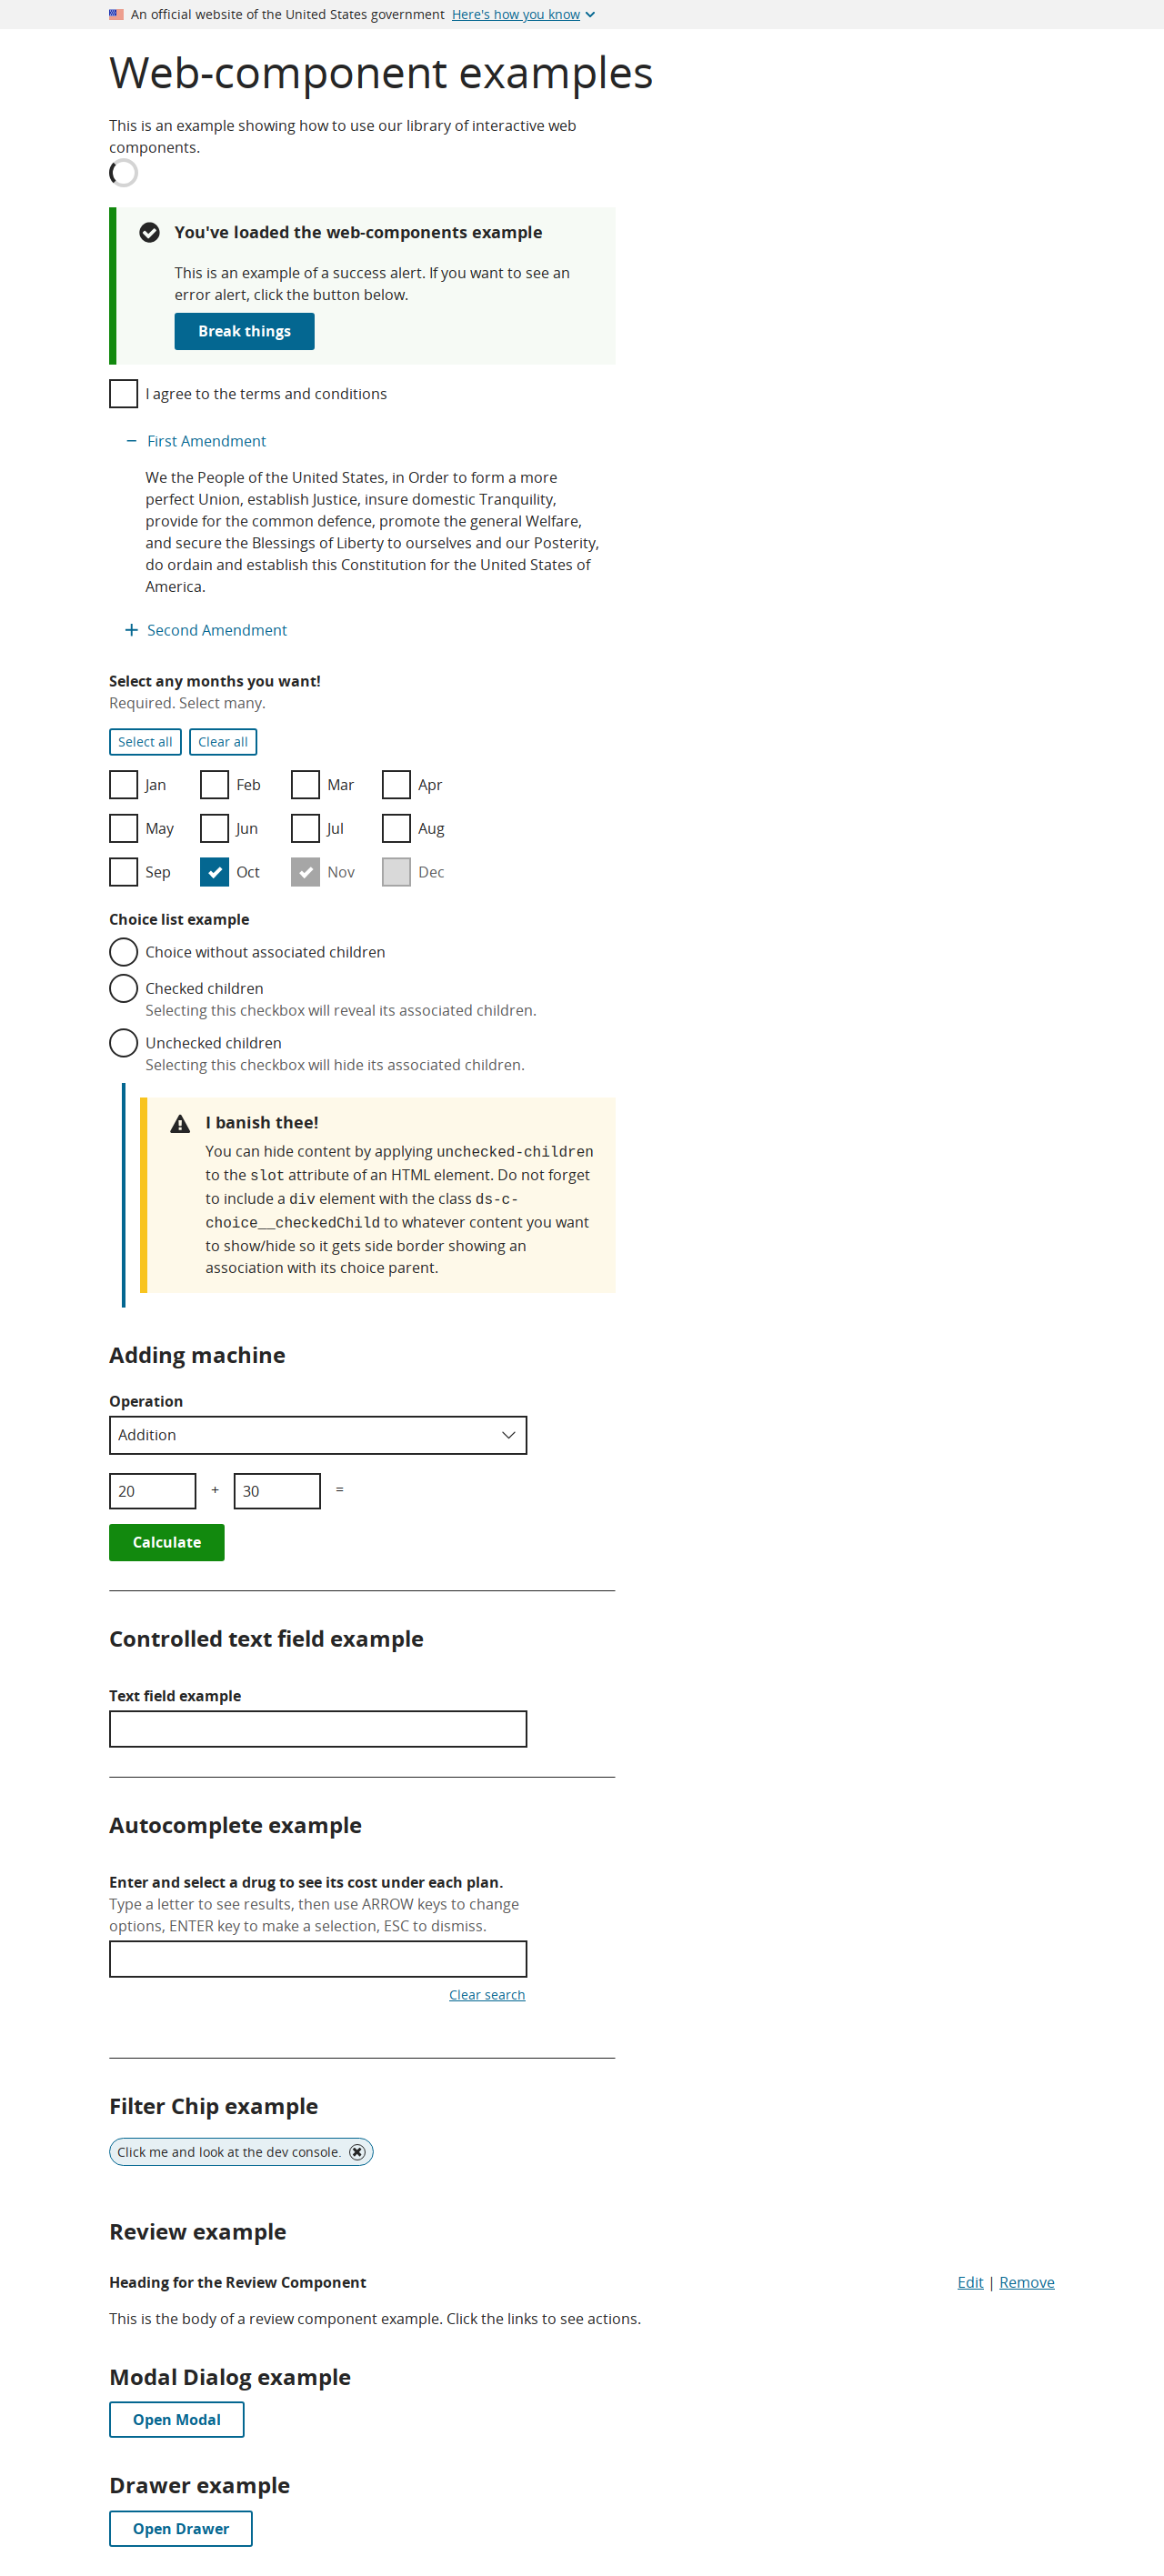 An official website of the United States government Here's how you know
Web-component examples
This is an example showing how to use our library of interactive web
components.
You've loaded the web-components example
This is an example of a success alert. If you want to see an
error alert, click the button below.
Break things
I agree to the terms and conditions
First Amendment
We the People of the United States, in Order to form a more
perfect Union, establish Justice, insure domestic Tranquility,
provide for the common defence, promote the general Welfare,
and secure the Blessings of Liberty to ourselves and our Posterity,
do ordain and establish this Constitution for the United States of
America.
Second Amendment
Select any months you want!
Required. Select many.
Select all Clear all
Jan Feb Mar Apr
May Jun Jul Aug
Sep Oct Nov Dec
Choice list example
Choice without associated children
Checked children
Selecting this checkbox will reveal its associated children.
Unchecked children
Selecting this checkbox will hide its associated children.
I banish thee!
You can hide content by applying unchecked-children
to the slot attribute of an HTML element. Do not forget
to include a div element with the class ds-c-
choice__checkedChild to whatever content you want
to show/hide so it gets side border showing an
association with its choice parent.
Adding machine
Operation
Addition
20 + 30 =
Calculate
Controlled text field example
Text field example
Autocomplete example
Enter and select a drug to see its cost under each plan.
Type a letter to see results, then use ARROW keys to change
options, ENTER key to make a selection, ESC to dismiss.
Clear search
Filter Chip example
Click me and look at the dev console.
Review example
Heading for the Review Component Edit | Remove
This is the body of a review component example. Click the links to see actions.
Modal Dialog example
Open Modal
Drawer example
Open Drawer